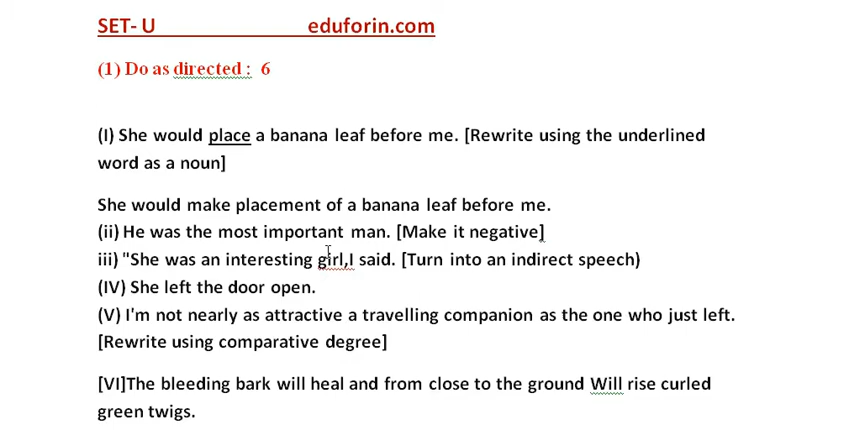 SET- U eduforin.com
(1) Do as directed : 6
(I) She would place a banana leaf before me. [Rewrite using the underlined
word as a noun]
She would make placement of a banana leaf before me.
(ii) He was the most important man. [Make it negative]
iii) "She was an interesting girl,I said. [Turn into an indirect speech)
(IV) She left the door open.
(V) I'm not nearly as attractive a travelling companion as the one who just left.
[Rewrite using comparative degree]
[VI]The bleeding bark will heal and from close to the ground Will rise curled
green twigs.